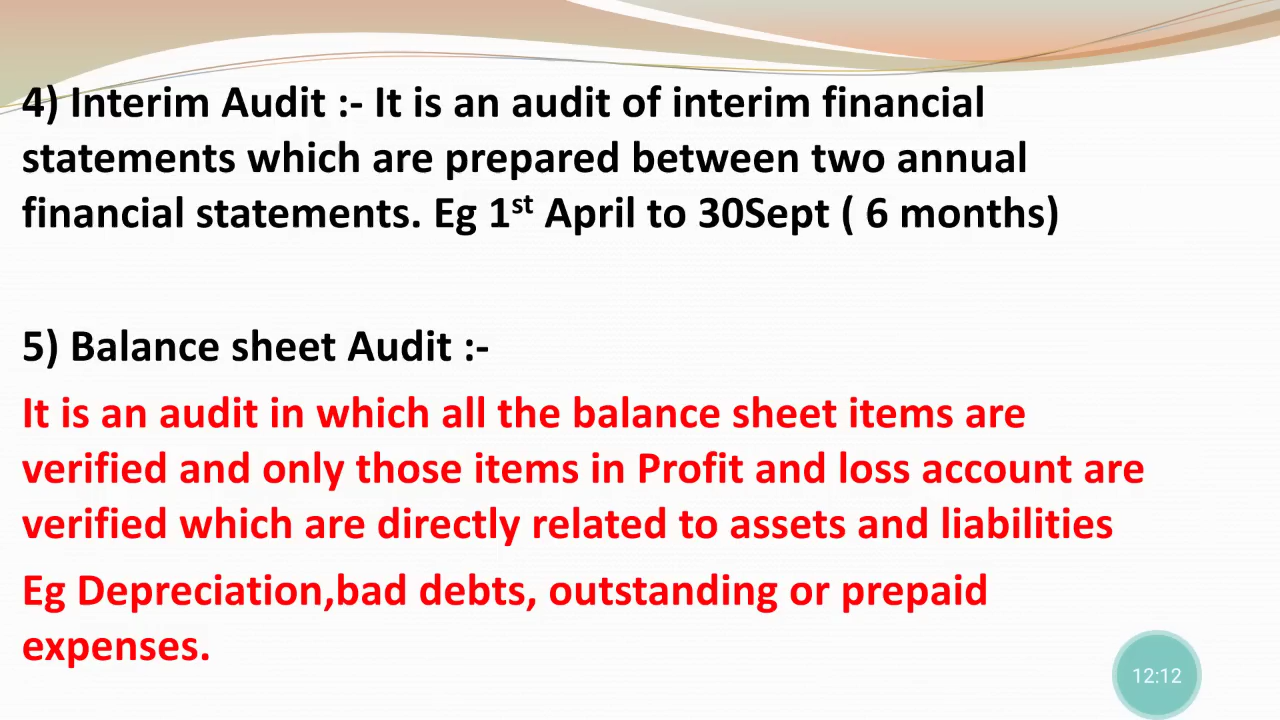 4) Interim Audit :- It is an audit of interim financial
statements which are prepared between two annual
financial statements. Eg 1st April to 30Sept ( 6 months)
5) Balance sheet Audit :-
It is an audit in which all the balance sheet items are
verified and only those items in Profit and loss account are
verified which are directly related to assets and liabilities
Eg Depreciation,bad debts, outstanding or prepaid
expenses.
12:12